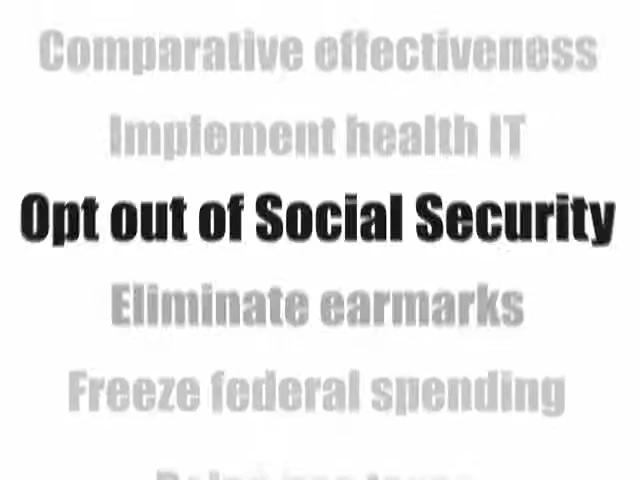 Comparative effectiveness
Implement health IT
Opt out of Social Security
Eliminate earmarks
Freeze federal spending